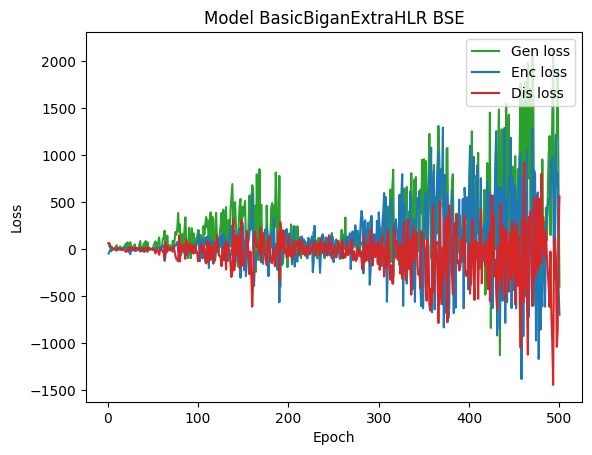 Model BasicBiganExtraHLR BSE
Gen loss
Enc loss
Dis loss
2000
1500
1000
500
0
−500
−1000
−1500
Loss
0 100 200 300 400 500
Epoch